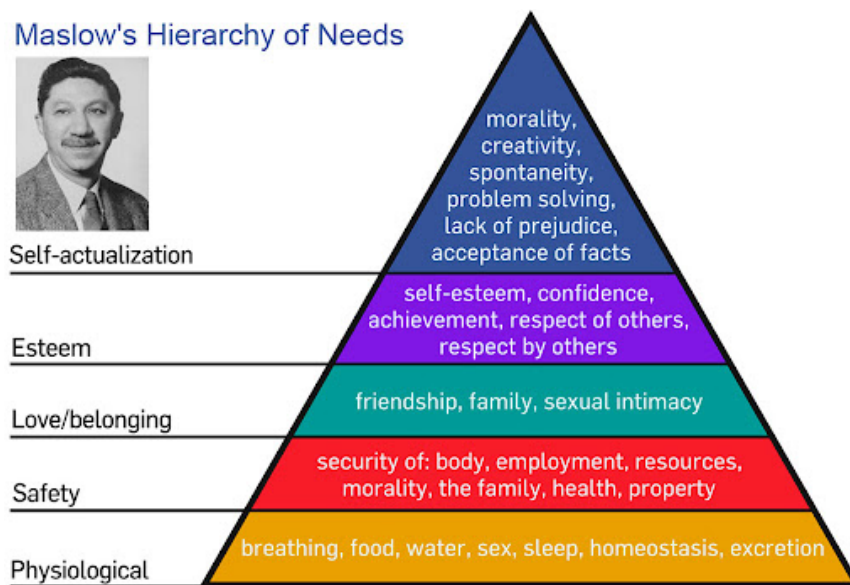 Maslow's Hierarchy of Needs
morality,
creativity,
spontaneity,
problem solving,
lack of prejudice,
acceptance of facts
Self-actualization
self-esteem, confidence,
achievement, respect of others,
respect by others
Esteem
friendship, family, sexual intimacy
Love/belonging
security of: body, employment, resources,
morality, the family, health, property
Safety
breathing, food, water, sex, sleep, homeostasis, excretion
Physiological